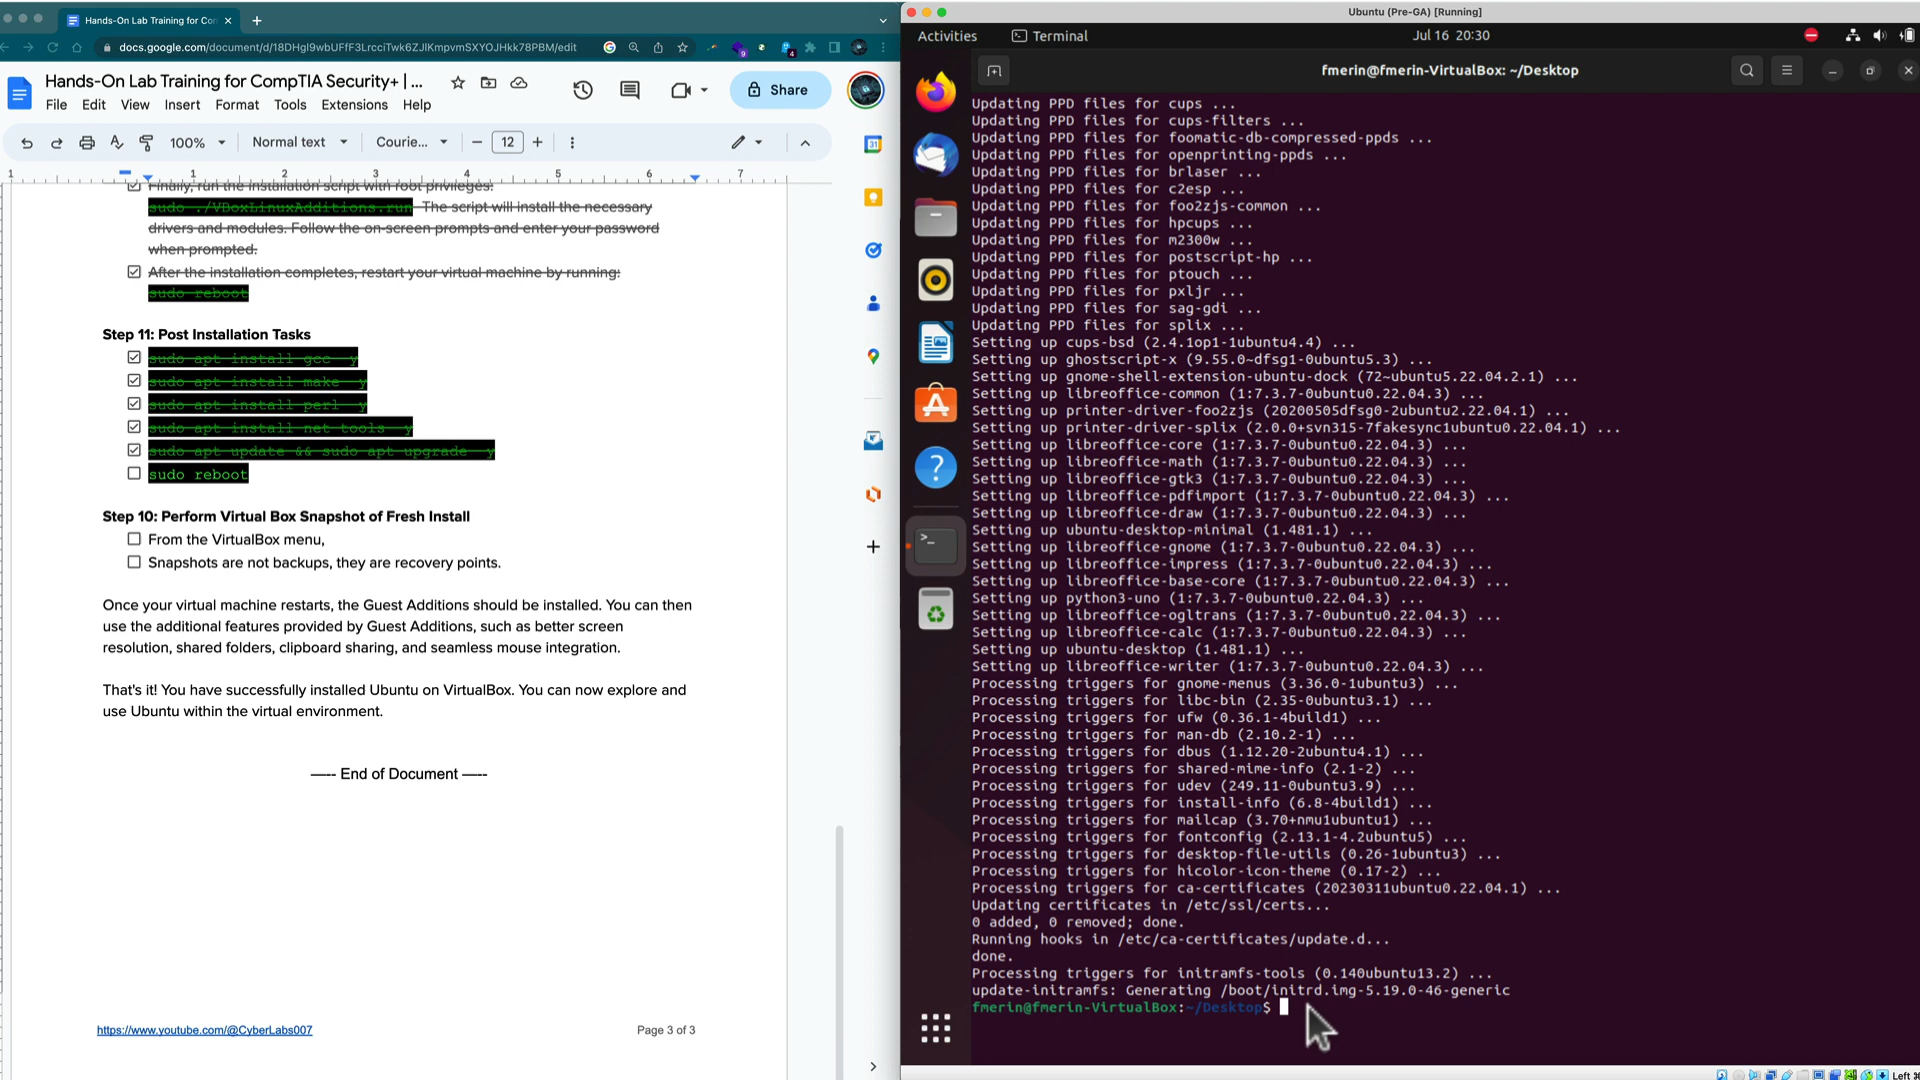 Hands-On Lab Training for Com
docs.google.com/document/d/18DHgl9wbUFfF3LrcciTwk6ZJlKmpvmSXYOJHkk78PBM/edit
Hands-On Lab Training for CompTIA Security+ | ...
Share
File Edit View Insert Format Tools Extensions Help
100% Normal text Courie... 12
1 1 2 3 4 5 6 7
Finally, run the installation script with root privileges:
sudo ./VBoxLinuxAdditions.run The script will install the necessary
drivers and modules. Follow the on-screen prompts and enter your password
when prompted.
After the installation completes, restart your virtual machine by running:
sudo reboot
Step 11: Post Installation Tasks
sudo apt install gcc -y
sudo apt install make -y
sudo apt install perl -y
sudo apt install net-tools -y
sudo apt update && sudo apt upgrade -y
sudo reboot
Step 10: Perform Virtual Box Snapshot of Fresh Install
From the VirtualBox menu,
Snapshots are not backups, they are recovery points.
Once your virtual machine restarts, the Guest Additions should be installed. You can then
use the additional features provided by Guest Additions, such as better screen
resolution, shared folders, clipboard sharing, and seamless mouse integration.
That's it! You have successfully installed Ubuntu on VirtualBox. You can now explore and
use Ubuntu within the virtual environment.
—-- End of Document —--
https://www.youtube.com/@CyberLabs007
Page 3 of 3
Ubuntu (Pre-GA) [Running]
Activities Terminal Jul 16 20:30
fmerin@fmerin-VirtualBox: ~/Desktop
Updating PPD files for cups ...
Updating PPD files for cups-filters ...
Updating PPD files for foomatic-db-compressed-ppds ...
Updating PPD files for openprinting-ppds ...
Updating PPD files for brlaser ...
Updating PPD files for c2esp ...
Updating PPD files for foo2zjs-common ...
Updating PPD files for hpcups ...
Updating PPD files for m2300w ...
Updating PPD files for postscript-hp ...
Updating PPD files for ptouch ...
Updating PPD files for pxljr ...
Updating PPD files for sag-gdi ...
Updating PPD files for splix ...
Setting up cups-bsd (2.4.1op1-1ubuntu4.4) ...
Setting up ghostscript-x (9.55.0~dfsg1-0ubuntu5.3) ...
Setting up gnome-shell-extension-ubuntu-dock (72~ubuntu5.22.04.2.1) ...
Setting up libreoffice-common (1:7.3.7-0ubuntu0.22.04.3) ...
Setting up printer-driver-foo2zjs (20200505dfsg0-2ubuntu2.22.04.1) ...
Setting up printer-driver-splix (2.0.0+svn315-7fakesync1ubuntu0.22.04.1) ...
Setting up libreoffice-core (1:7.3.7-0ubuntu0.22.04.3) ...
Setting up libreoffice-math (1:7.3.7-0ubuntu0.22.04.3) ...
Setting up libreoffice-gtk3 (1:7.3.7-0ubuntu0.22.04.3) ...
Setting up libreoffice-pdfimport (1:7.3.7-0ubuntu0.22.04.3) ...
Setting up libreoffice-draw (1:7.3.7-0ubuntu0.22.04.3) ...
Setting up ubuntu-desktop-minimal (1.481.1) ...
Setting up libreoffice-gnome (1:7.3.7-0ubuntu0.22.04.3) ...
Setting up libreoffice-impress (1:7.3.7-0ubuntu0.22.04.3) ...
Setting up libreoffice-base-core (1:7.3.7-0ubuntu0.22.04.3) ...
Setting up python3-uno (1:7.3.7-0ubuntu0.22.04.3) ...
Setting up libreoffice-ogltrans (1:7.3.7-0ubuntu0.22.04.3) ...
Setting up libreoffice-calc (1:7.3.7-0ubuntu0.22.04.3) ...
Setting up ubuntu-desktop (1.481.1) ...
Setting up libreoffice-writer (1:7.3.7-0ubuntu0.22.04.3) ...
Processing triggers for gnome-menus (3.36.0-1ubuntu3) ...
Processing triggers for libc-bin (2.35-0ubuntu3.1) ...
Processing triggers for ufw (0.36.1-4build1) ...
Processing triggers for man-db (2.10.2-1) ...
Processing triggers for dbus (1.12.20-2ubuntu4.1) ...
Processing triggers for shared-mime-info (2.1-2) ...
Processing triggers for udev (249.11-0ubuntu3.9) ...
Processing triggers for install-info (6.8-4build1) ...
Processing triggers for mailcap (3.70+nmu1ubuntu1) ...
Processing triggers for fontconfig (2.13.1-4.2ubuntu5) ...
Processing triggers for desktop-file-utils (0.26-1ubuntu3) ...
Processing triggers for hicolor-icon-theme (0.17-2) ...
Processing triggers for ca-certificates (20230311ubuntu0.22.04.1) ...
Updating certificates in /etc/ssl/certs...
0 added, 0 removed; done.
Running hooks in /etc/ca-certificates/update.d...
done.
Processing triggers for initramfs-tools (0.140ubuntu13.2) ...
update-initramfs: Generating /boot/initrd.img-5.19.0-46-generic
fmerin@fmerin-VirtualBox:~/Desktop$
Left ⌘